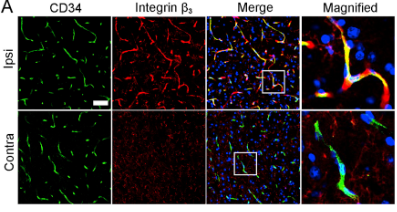 A
CD34 Integrin β₃ Merge Magnified
Ipsi
Contra